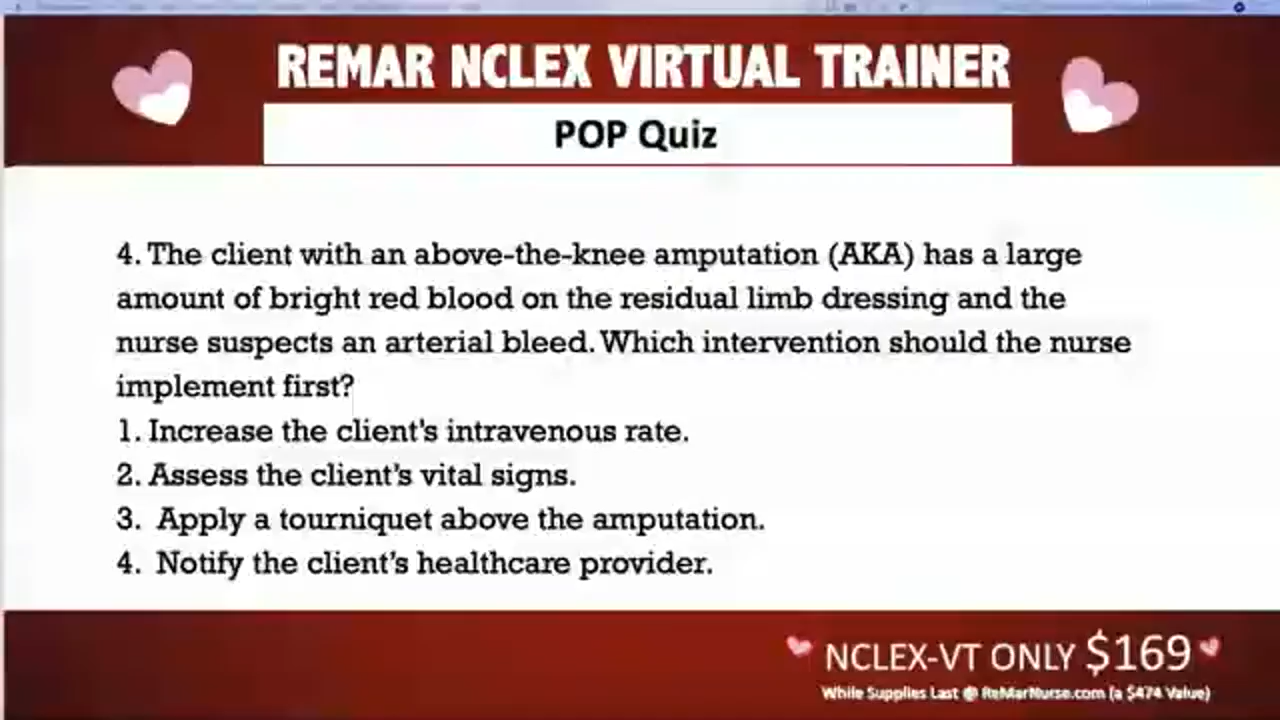 REMAR NCLEX VIRTUAL TRAINER
POP Quiz
4. The client with an above-the-knee amputation (AKA) has a large
amount of bright red blood on the residual limb dressing and the
nurse suspects an arterial bleed. Which intervention should the nurse
implement first?
1. Increase the client's intravenous rate.
2. Assess the client's vital signs.
3. Apply a tourniquet above the amputation.
4. Notify the client's healthcare provider.
NCLEX-VT ONLY $169
While Supplies Last @ ReMarNurse.com (a $474 Value)